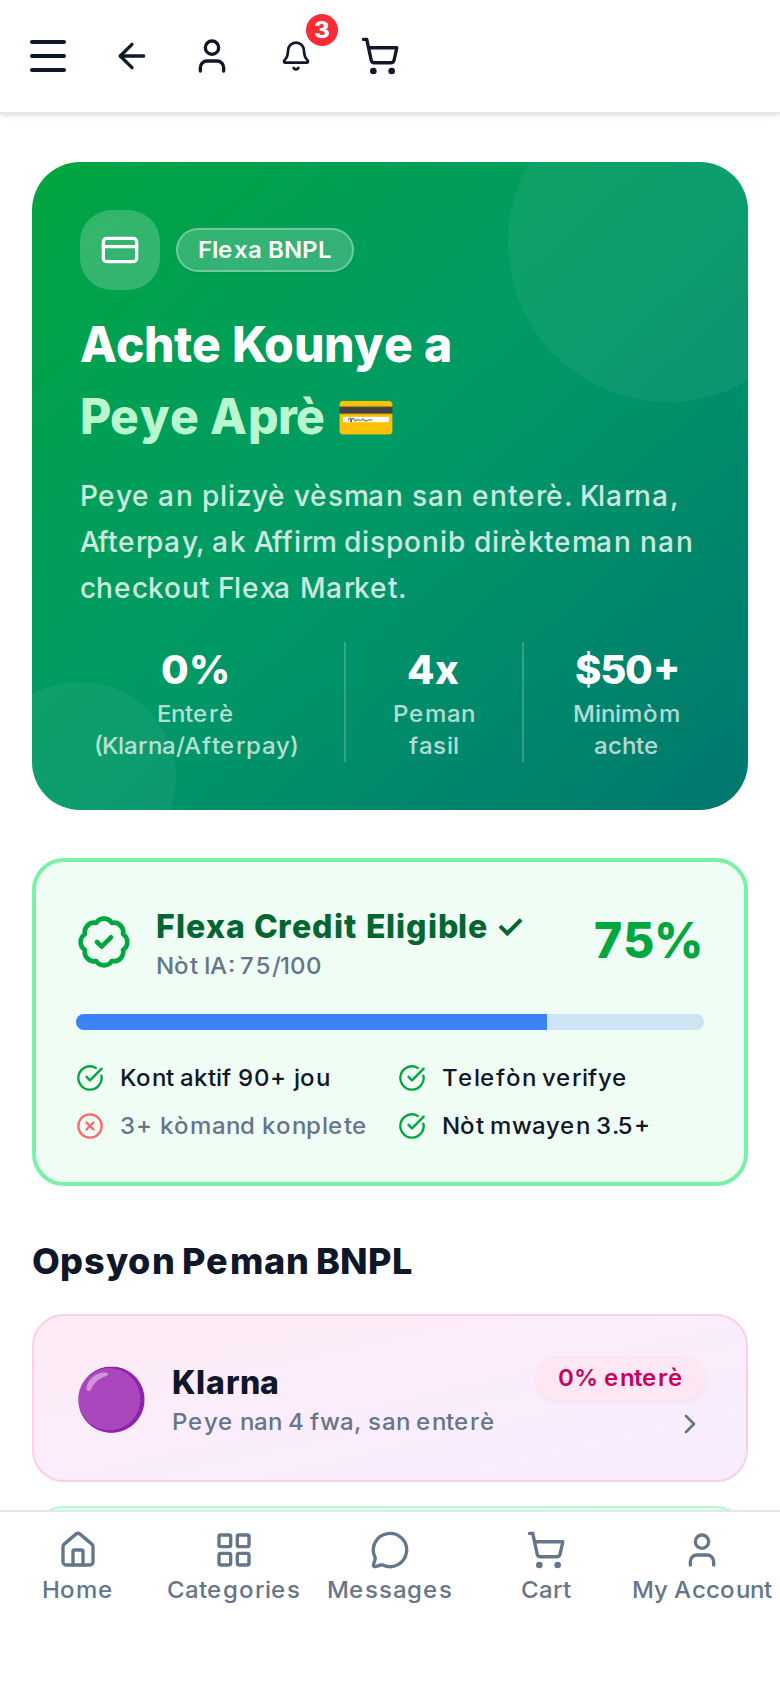 3
Flexa BNPL
Achte Kounye a
Peye Aprè 💳
Peye an plizyè vèsman san enterè. Klarna,
Afterpay, ak Affirm disponib dirèkteman nan
checkout Flexa Market.
0%
Enterè
(Klarna/Afterpay)
4x
Peman
fasil
$50+
Minimòm
achte
Flexa Credit Eligible ✓
Nòt IA: 75/100
75%
Kont aktif 90+ jou
Telefòn verifye
3+ kòmand konplete
Nòt mwayen 3.5+
Opsyon Peman BNPL
Klarna
Peye nan 4 fwa, san enterè
0% enterè
Home
Categories
Messages
Cart
My Account